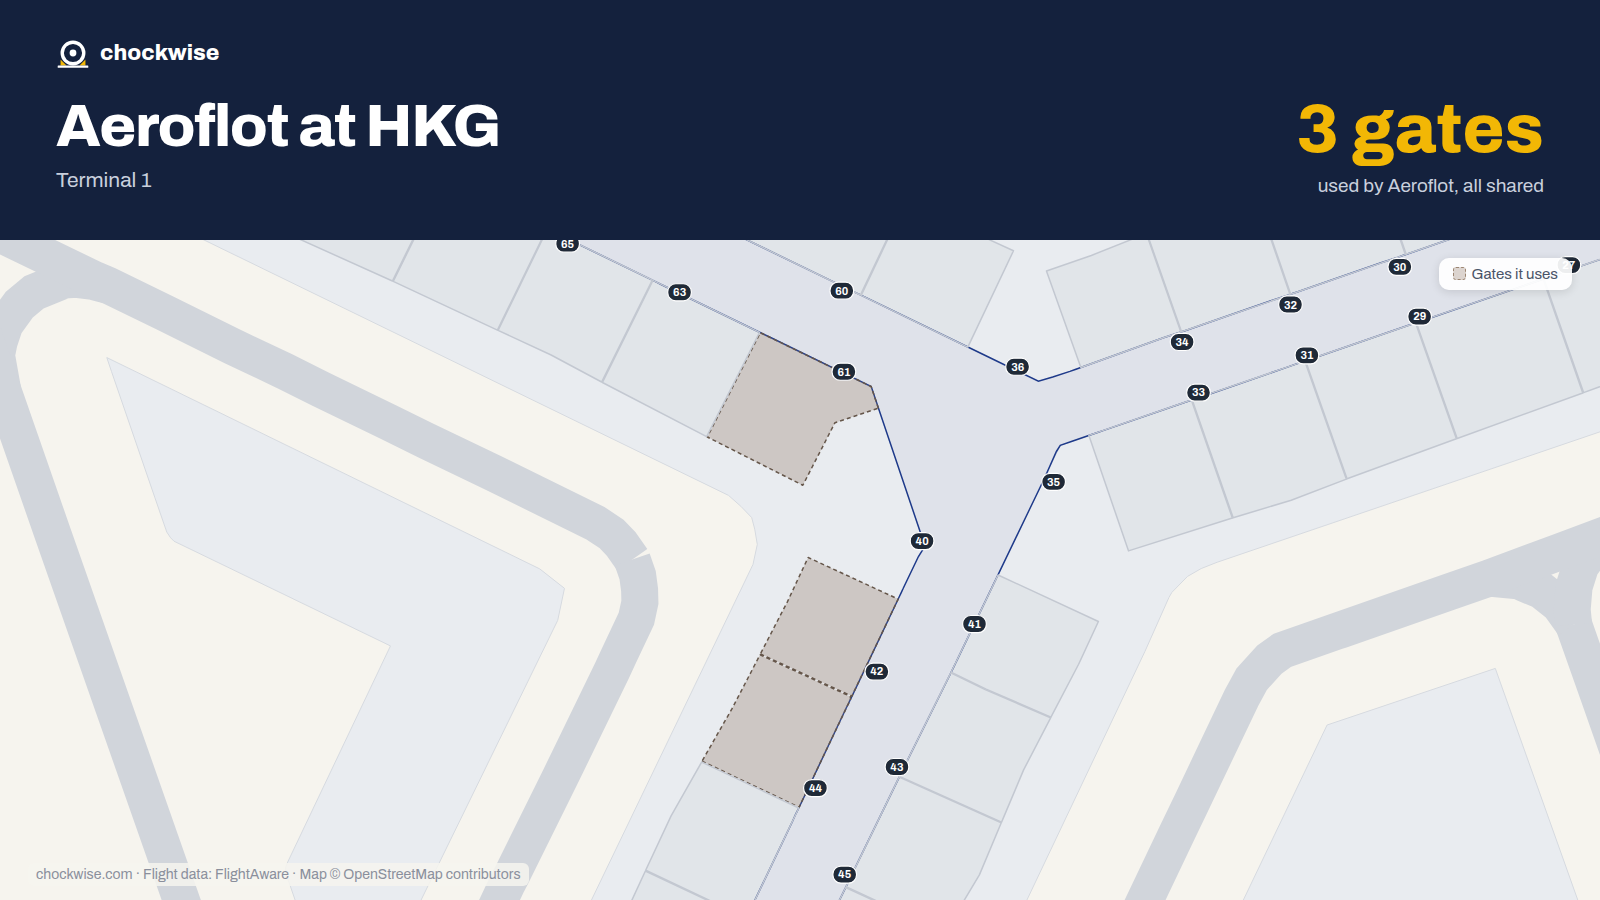 chockwise
Aeroflot at HKG
Terminal 1
3 gates
used by Aeroflot, all shared
65
63
60
61
36
30
Gates it uses
32
34
29
31
33
35
40
41
42
43
44
45
chockwise.com · Flight data: FlightAware · Map © OpenStreetMap contributors